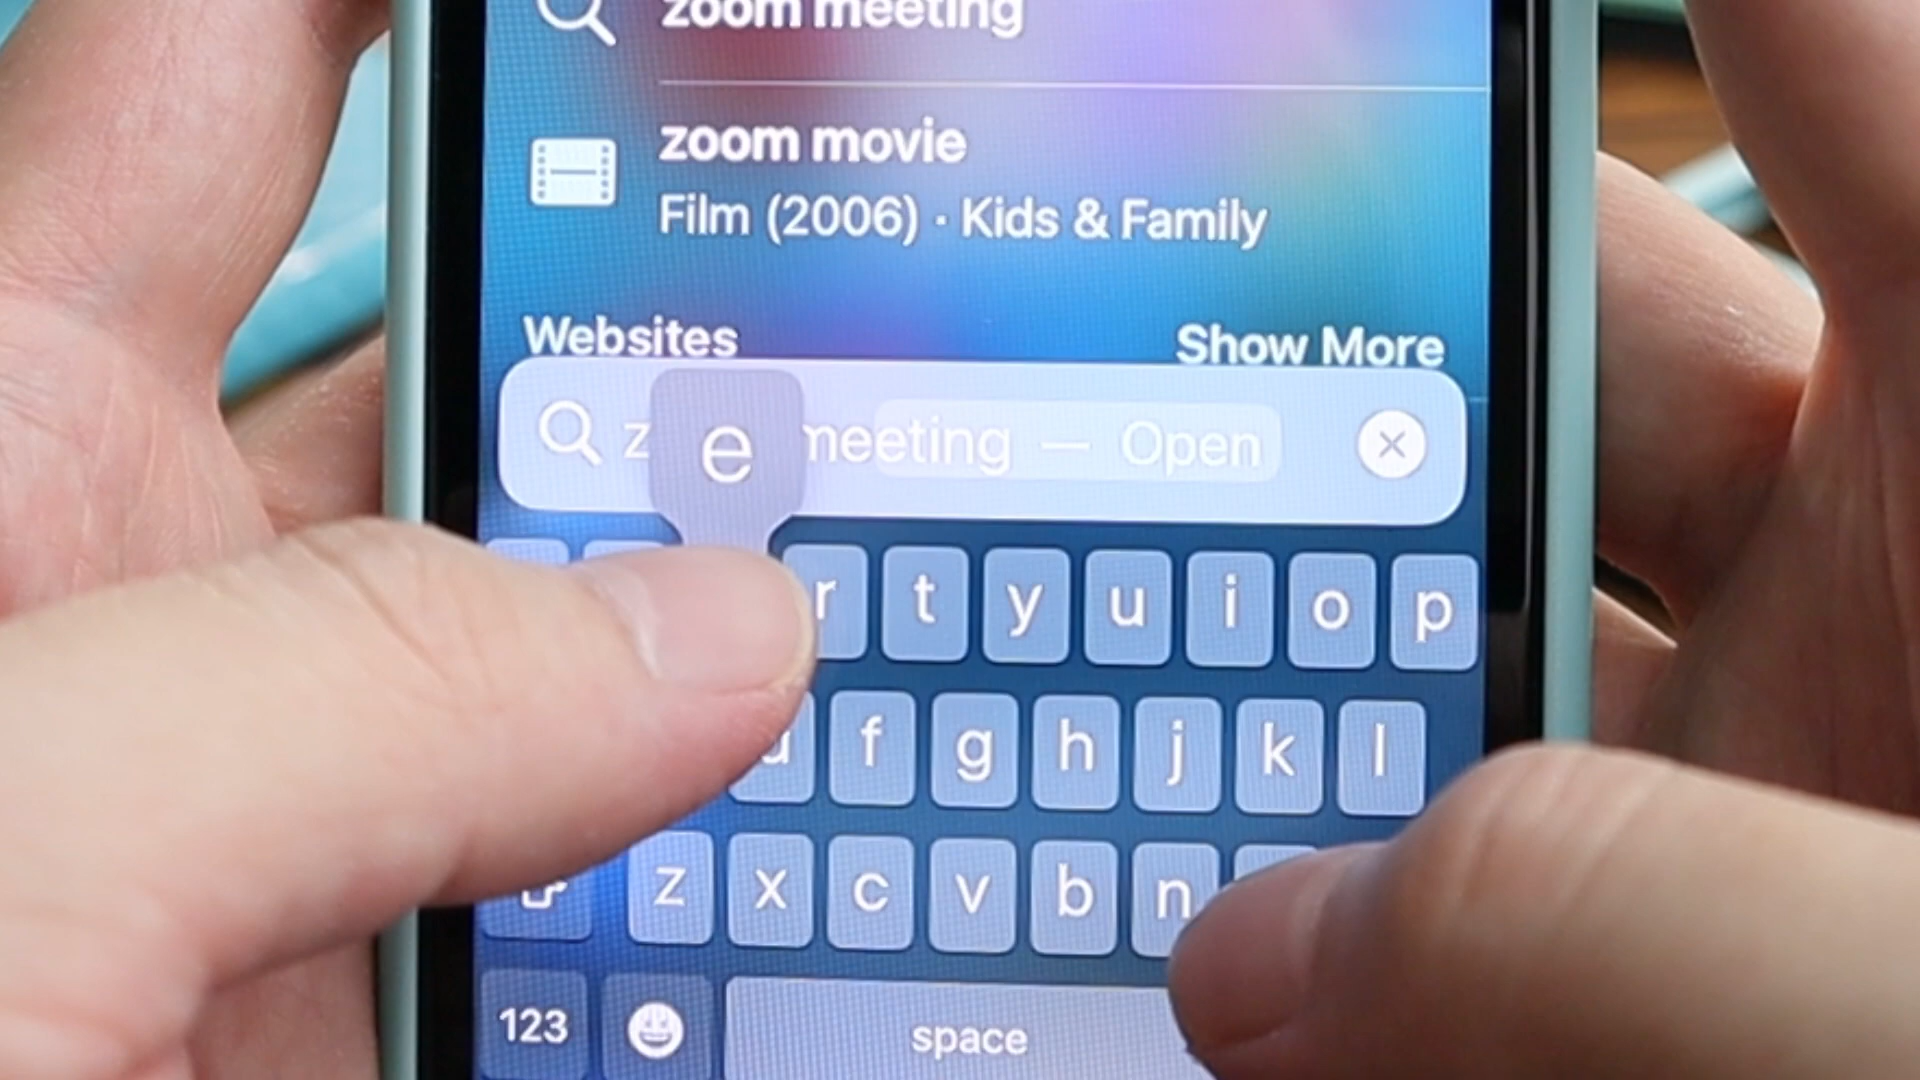 zoom meeting
zoom movie
Film (2006) · Kids & Family
Websites Show More
z e meeting — Open
r t y u i o p
f g h j k l
z x c v b n
123 space